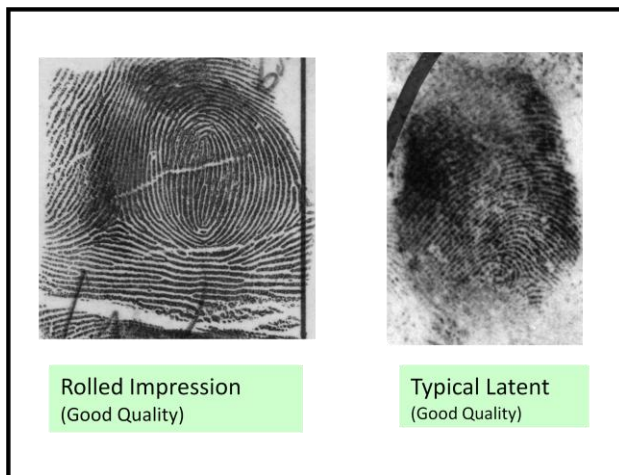 Rolled Impression
(Good Quality)
Typical Latent
(Good Quality)